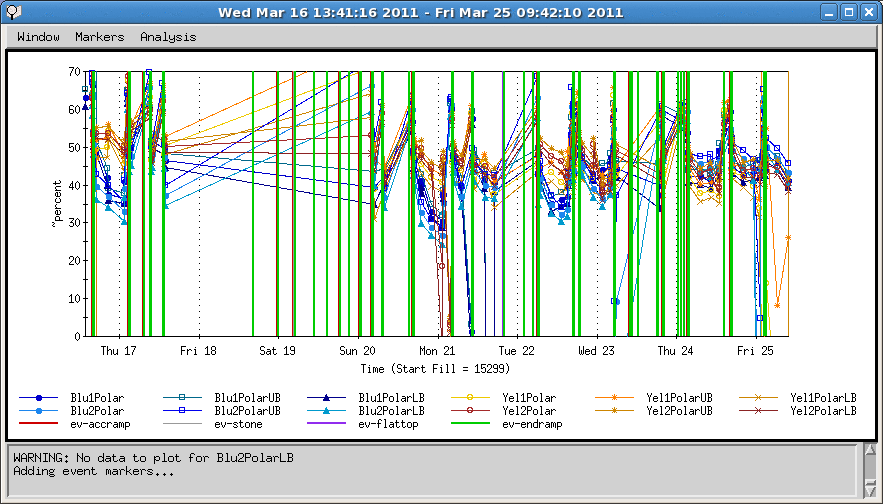 Wed Mar 16 13:41:16 2011 - Fri Mar 25 09:42:10 2011
Window Markers Analysis
70
60
50
40
30
20
10
0
~percent
Thu 17 Fri 18 Sat 19 Sun 20 Mon 21 Tue 22 Wed 23 Thu 24 Fri 25
Time (Start Fill = 15299)
Blu1Polar Blu1PolarUB Blu1PolarLB Yel1Polar Yel1PolarUB Yel1PolarLB
Blu2Polar Blu2PolarUB Blu2PolarLB Yel2Polar Yel2PolarUB Yel2PolarLB
ev-accramp ev-stone ev-flattop ev-endramp
WARNING: No data to plot for Blu2PolarLB
Adding event markers...